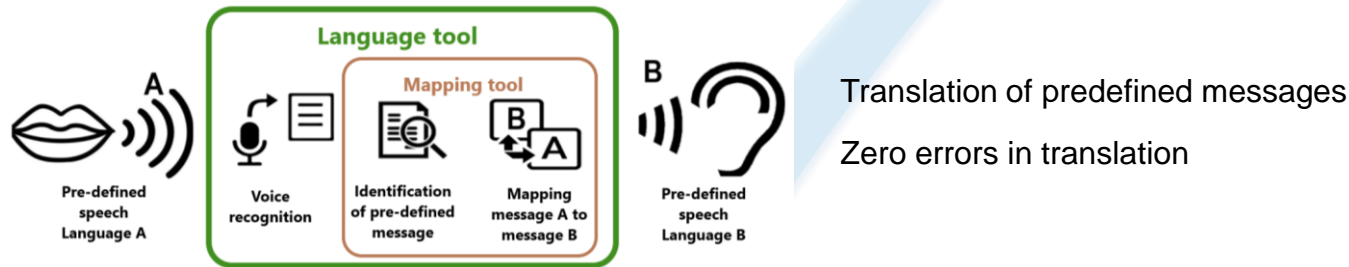 Language tool
Mapping tool
A
B
B
A
Pre-defined
speech
Language A
Voice
recognition
Identification
of pre-defined
message
Mapping
message A to
message B
Pre-defined
speech
Language B
Translation of predefined messages
Zero errors in translation